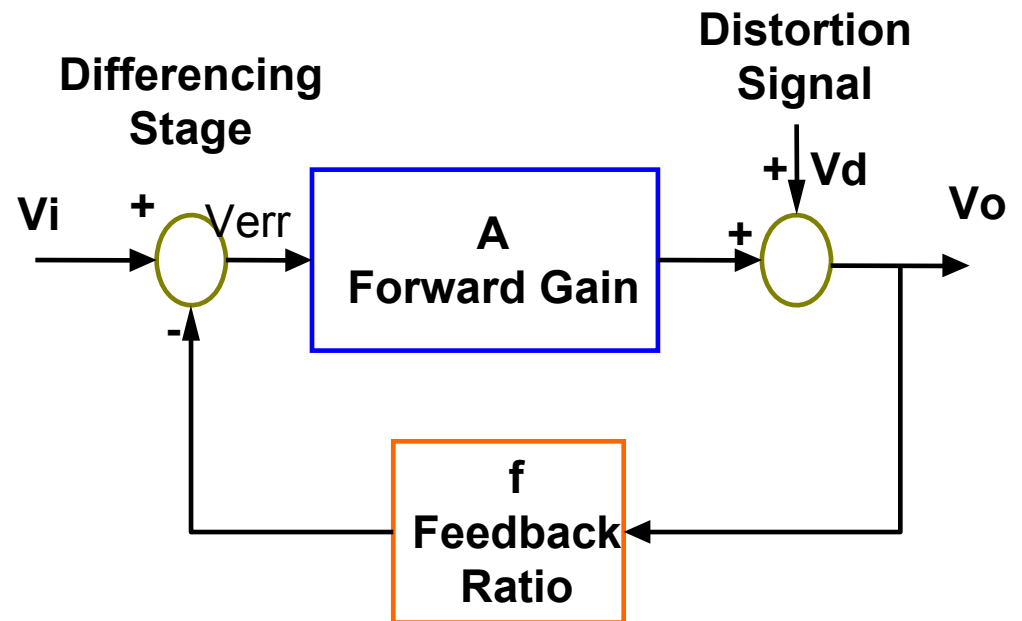 Distortion
Signal
Differencing
Stage
+ Vd
Vi
+
Verr
A
Forward Gain
+
Vo
-
f
Feedback
Ratio